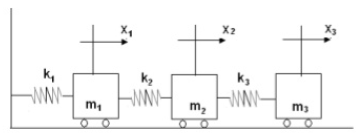 x₁ x₂ x₃
k₁ k₂ k₃
m₁ m₂ m₃